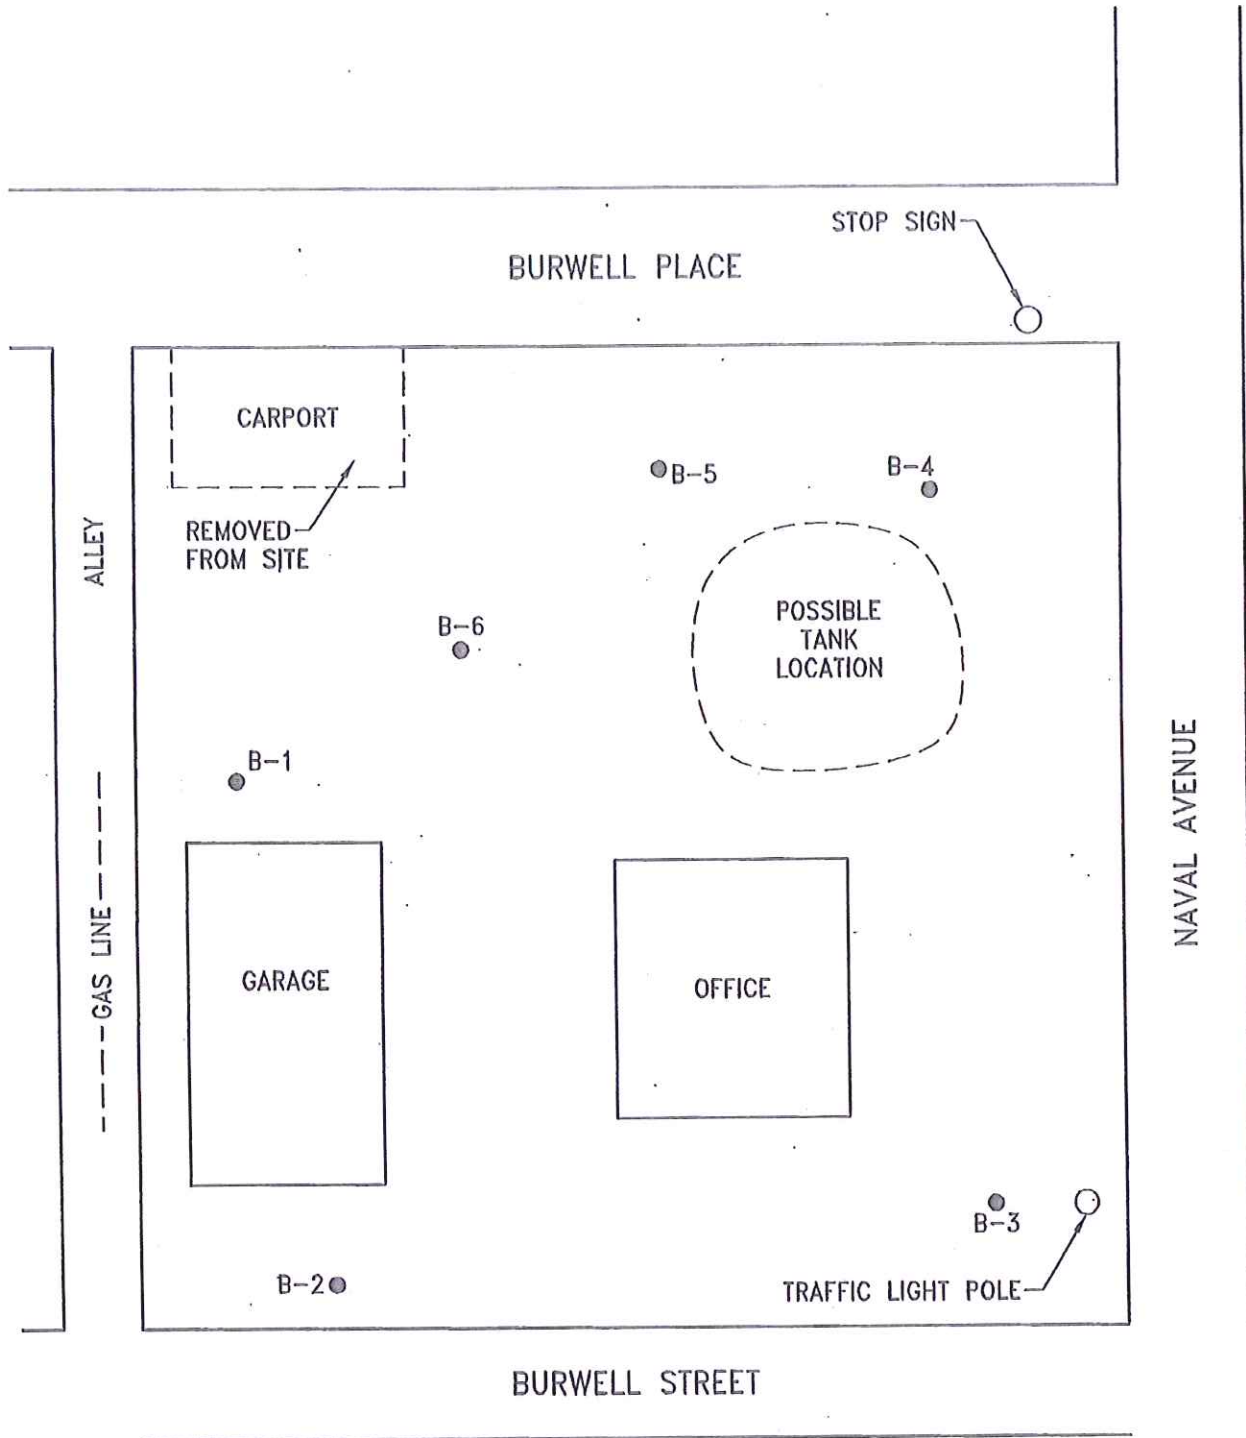 STOP SIGN
BURWELL PLACE
CARPORT
B-5
B-4
REMOVED
FROM SITE
ALLEY
POSSIBLE
TANK
LOCATION
B-6
B-1
NAVAL AVENUE
GAS LINE
GARAGE
OFFICE
B-3
B-2
TRAFFIC LIGHT POLE
BURWELL STREET